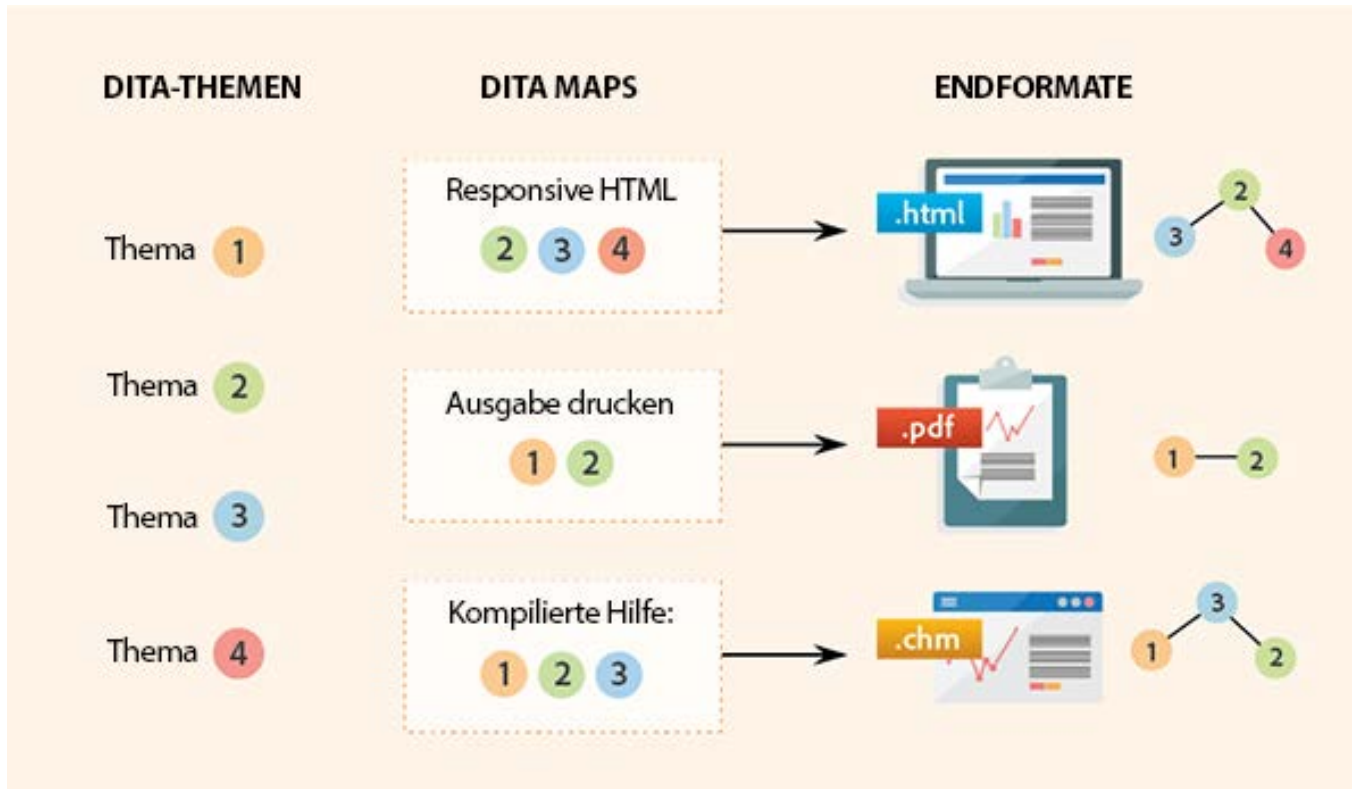 DITA-THEMEN
DITA MAPS
ENDFORMATE
Thema 1
Thema 2
Thema 3
Thema 4
Responsive HTML
2 3 4
.html
2
3
4
Ausgabe drucken
1 2
.pdf
1 2
Kompilierte Hilfe:
1 2 3
.chm
3
1
2